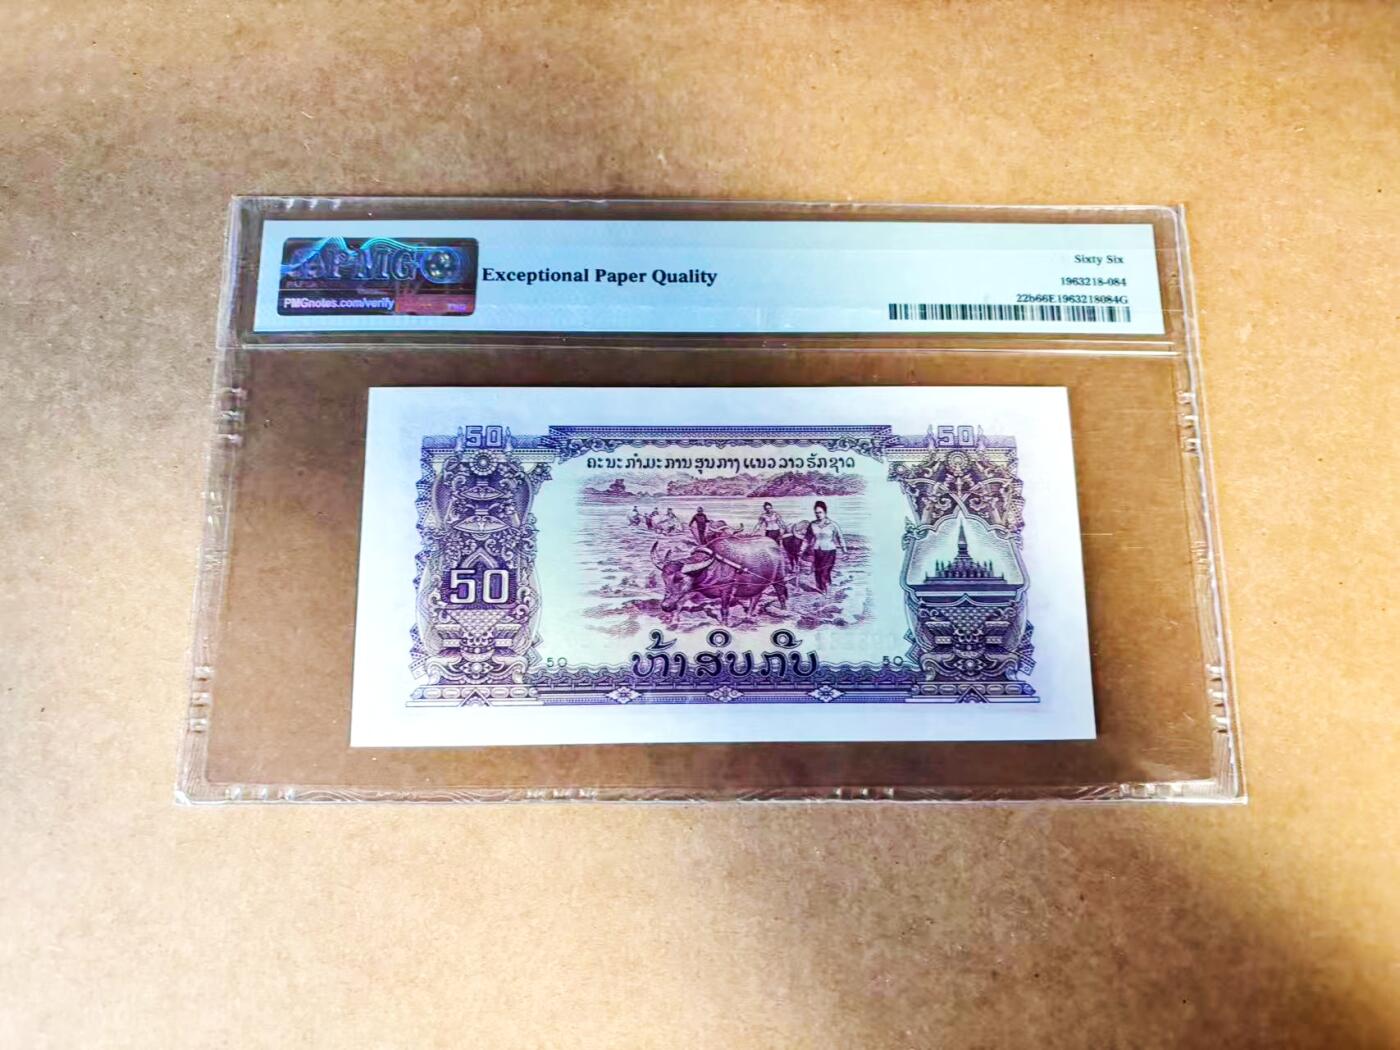 PMG
PMGnotes.com/verify
Exceptional Paper Quality
Sixty Six
1963218-084
22b66E1963218084G
50 50
ຄະນະກຳມະການສູນກາງແນວລາວຮັກຊາດ
50
50 50
ຫ້າສິບກີບ